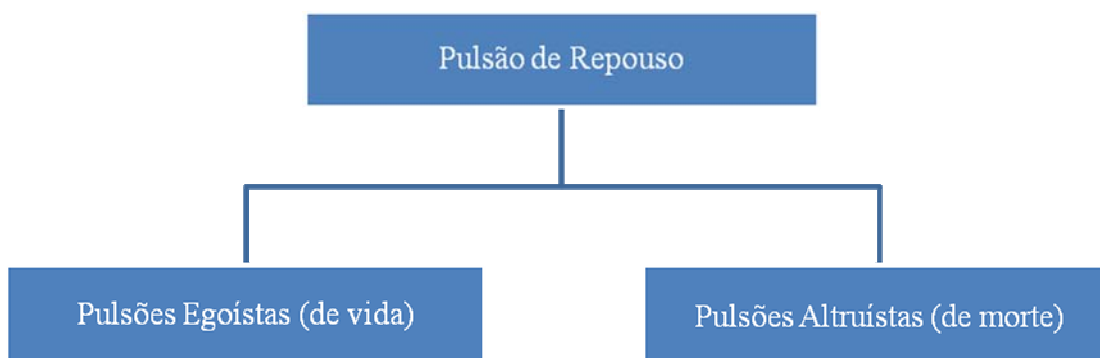 Pulsão de Repouso
Pulsões Egoístas (de vida)
Pulsões Altruístas (de morte)